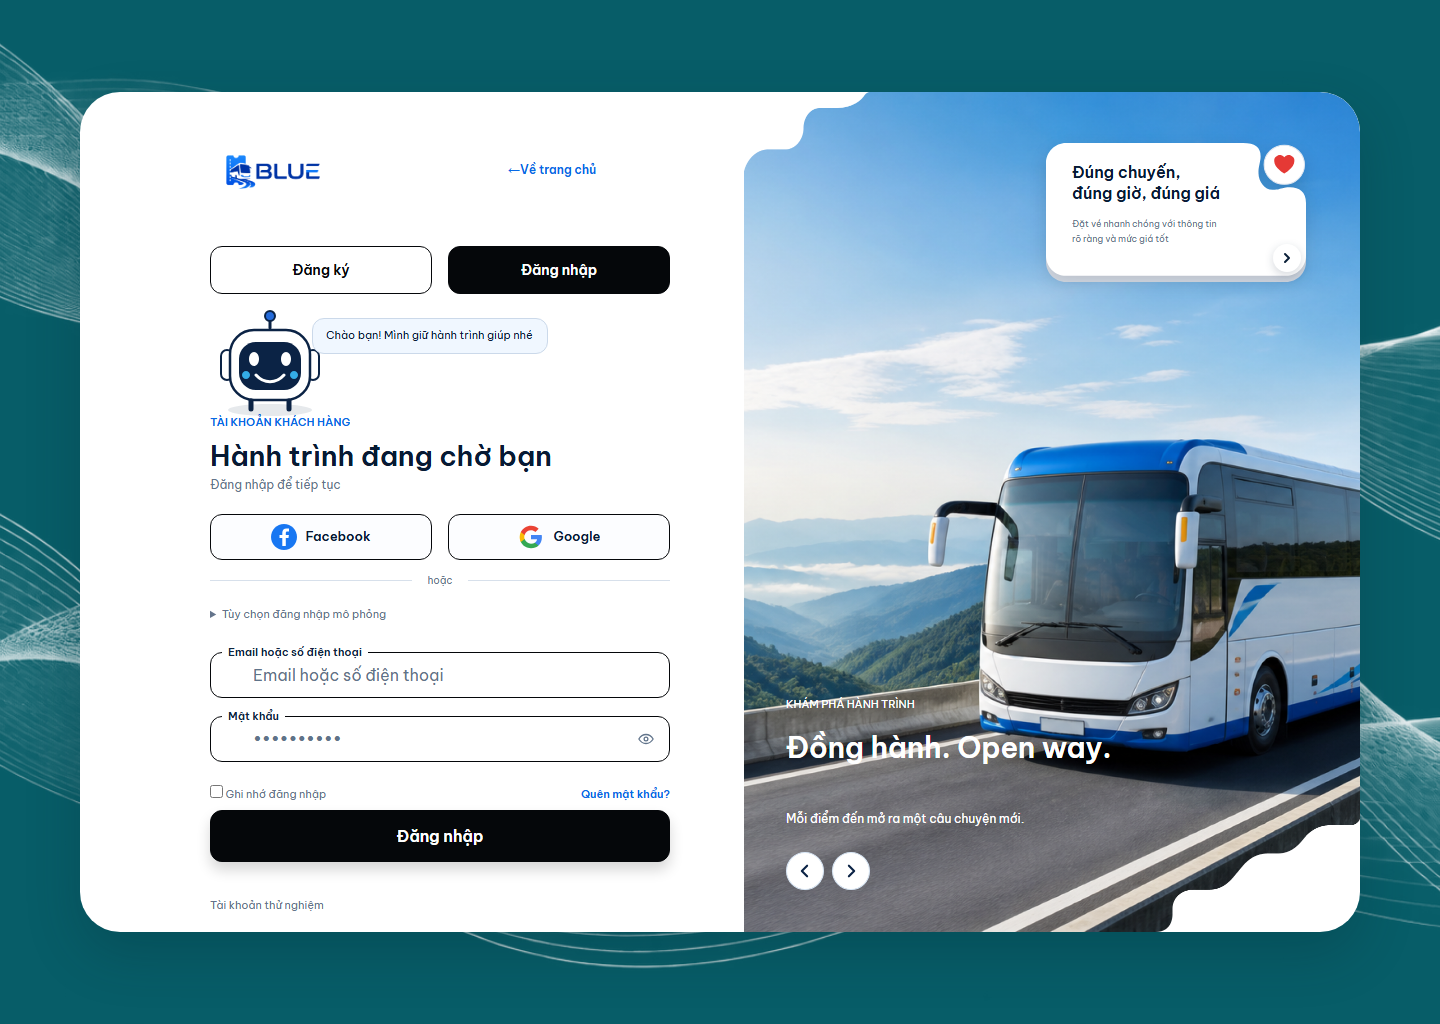 BLUE
←Về trang chủ
Đăng ký
Đăng nhập
Chào bạn! Mình giữ hành trình giúp nhé
TÀI KHOẢN KHÁCH HÀNG
Hành trình đang chờ bạn
Đăng nhập để tiếp tục
Facebook
Google
hoặc
Tùy chọn đăng nhập mô phỏng
Email hoặc số điện thoại
Email hoặc số điện thoại
Mật khẩu
••••••••••
Ghi nhớ đăng nhập
Quên mật khẩu?
Đăng nhập
Tài khoản thử nghiệm
Đúng chuyến,
đúng giờ, đúng giá
Đặt vé nhanh chóng với thông tin
rõ ràng và mức giá tốt
KHÁM PHÁ HÀNH TRÌNH
Đồng hành. Open way.
Mỗi điểm đến mở ra một câu chuyện mới.